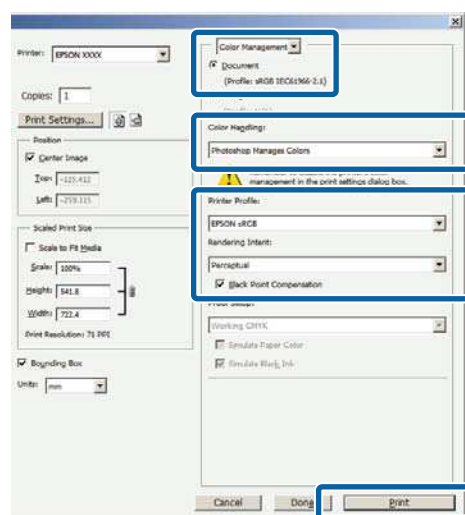 Printer: EPSON XXXX
Copies: 1
Print Settings...
Position
Center Image
Top: -125.412
Left: -259.115
Scaled Print Size
Scale to Fit Media
Scale: 100%
Height: 541.8
Width: 722.4
Print Resolution: 71 PPI
Bounding Box
Units: mm
Color Management
Document
(Profile: sRGB IEC61966-2.1)
Color Handling:
Photoshop Manages Colors
management in the print settings dialog box.
Printer Profile:
EPSON sRGB
Rendering Intent:
Perceptual
Black Point Compensation
Proof Setup:
Working CMYK
Simulate Paper Color
Simulate Black Ink
Cancel
Done
Print